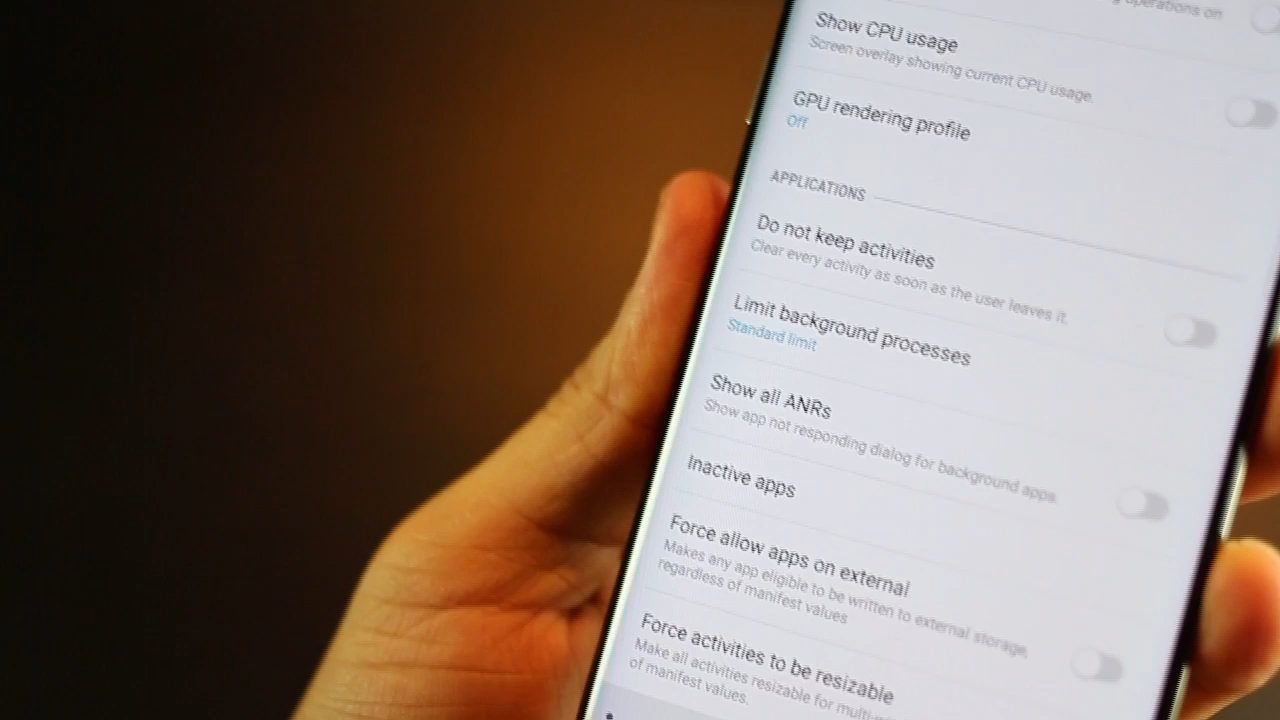 operations on
Show CPU usage
Screen overlay showing current CPU usage.
GPU rendering profile
Off
APPLICATIONS
Do not keep activities
Clear every activity as soon as the user leaves it.
Limit background processes
Standard limit
Show all ANRs
Show app not responding dialog for background apps.
Inactive apps
Force allow apps on external
Makes any app eligible to be written to external storage,
regardless of manifest values
Force activities to be resizable
Make all activities resizable for
of manifest values.